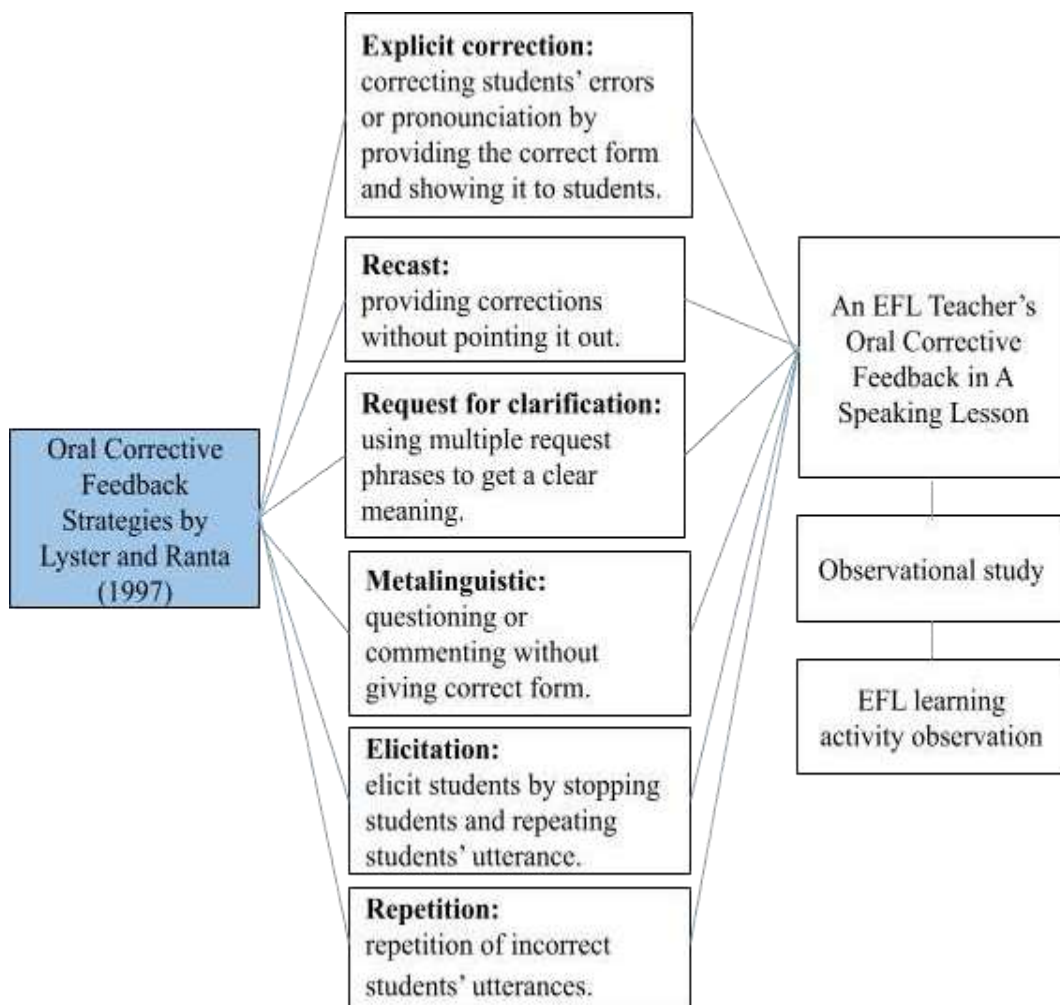 Oral Corrective
Feedback
Strategies by
Lyster and Ranta
(1997)
Explicit correction:
correcting students’ errors
or pronounciation by
providing the correct form
and showing it to students.
Recast:
providing corrections
without pointing it out.
Request for clarification:
using multiple request
phrases to get a clear
meaning.
Metalinguistic:
questioning or
commenting without
giving correct form.
Elicitation:
elicit students by stopping
students and repeating
students’ utterance.
Repetition:
repetition of incorrect
students’ utterances.
An EFL Teacher’s
Oral Corrective
Feedback in A
Speaking Lesson
Observational study
EFL learning
activity observation